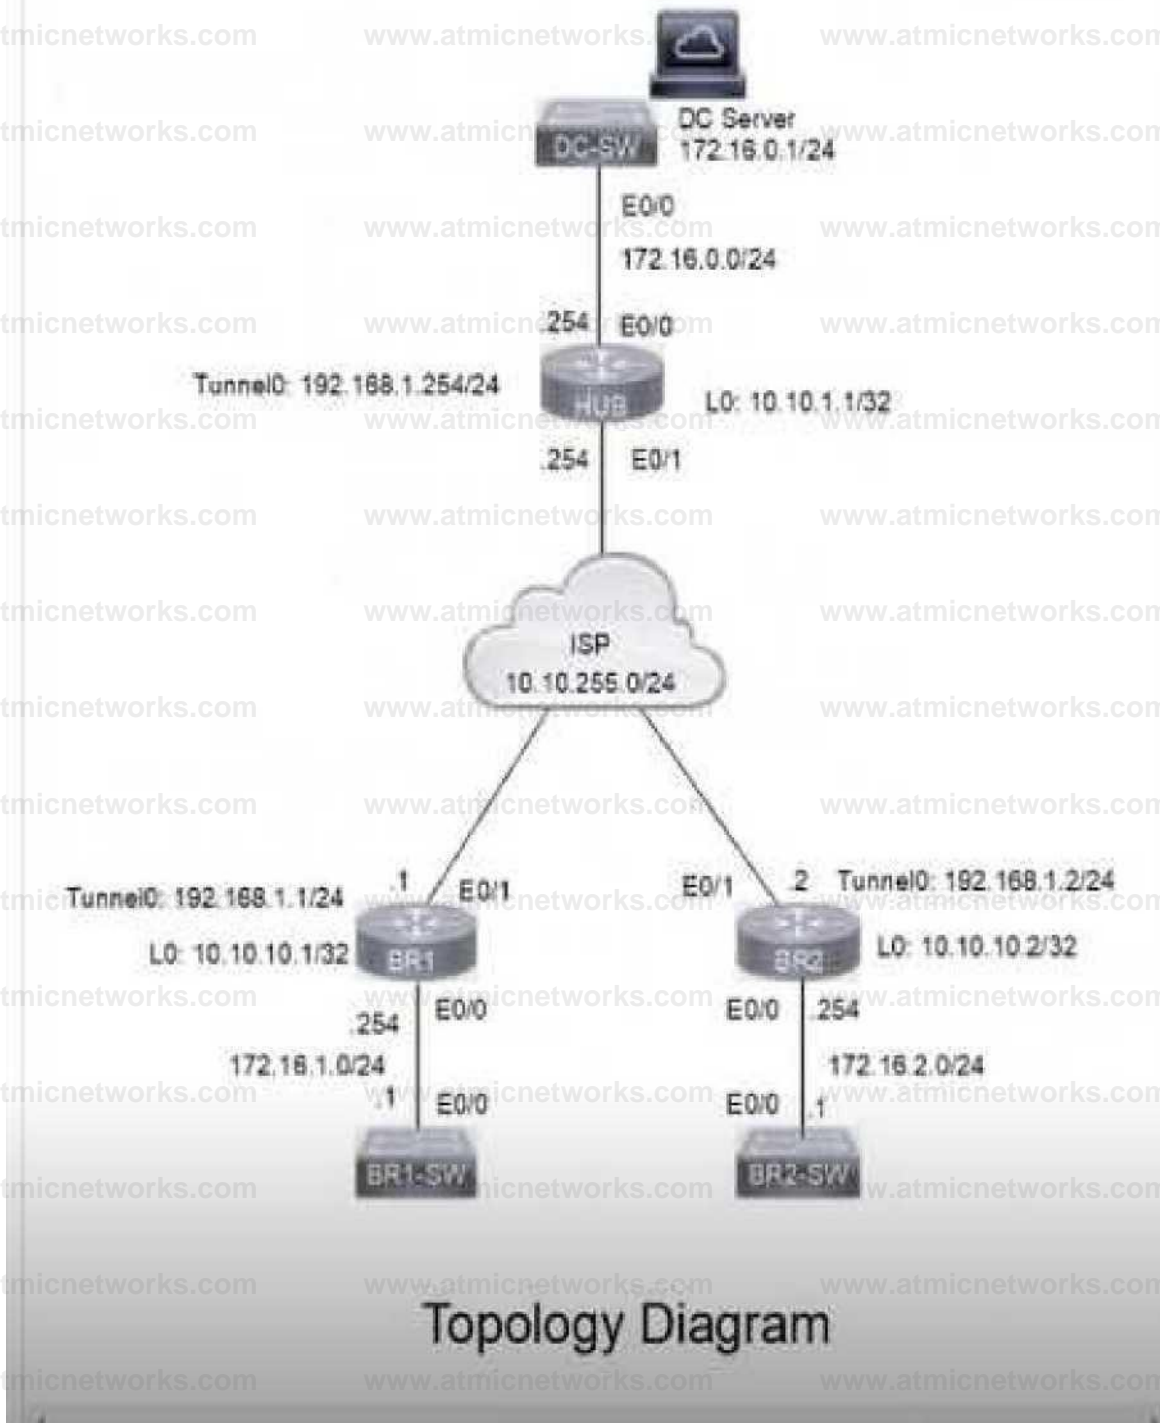 www.atmicnetworks.com
DC Server
DC-SW
172.16.0.1/24
E0/0
172.16.0.0/24
.254
E0/0
Tunnel0: 192.168.1.254/24
HUB
L0: 10.10.1.1/32
.254
E0/1
ISP
10.10.255.0/24
.1
E0/1
E0/1
.2
Tunnel0: 192.168.1.2/24
Tunnel0: 192.168.1.1/24
L0: 10.10.10.1/32
BR1
BR2
L0: 10.10.10.2/32
.254
E0/0
E0/0
.254
172.16.1.0/24
172.16.2.0/24
.1
E0/0
E0/0
.1
BR1-SW
BR2-SW
Topology Diagram